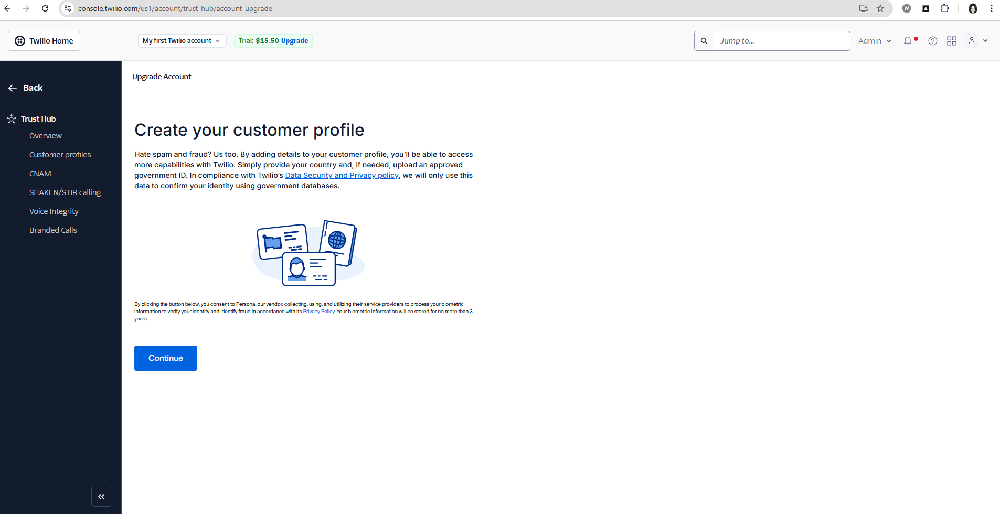 console.twilio.com/us1/account/trust-hub/account-upgrade
W
Twilio Home
My first Twilio account
Trial: $15.50 Upgrade
Jump to...
Admin
Back
Upgrade Account
Trust Hub
Overview
Customer profiles
CNAM
SHAKEN/STIR calling
Voice Integrity
Branded Calls
Create your customer profile
Hate spam and fraud? Us too. By adding details to your customer profile, you’ll be able to access
more capabilities with Twilio. Simply provide your country and, if needed, upload an approved
government ID. In compliance with Twilio’s Data Security and Privacy policy, we will only use this
data to confirm your identity using government databases.
By clicking the button below, you consent to Persona, our vendor, collecting, using, and utilizing their service providers to process your biometric
information to verify your identity and identify fraud in accordance with its Privacy Policy. Your biometric information will be stored for no more than 3
years.
Continue